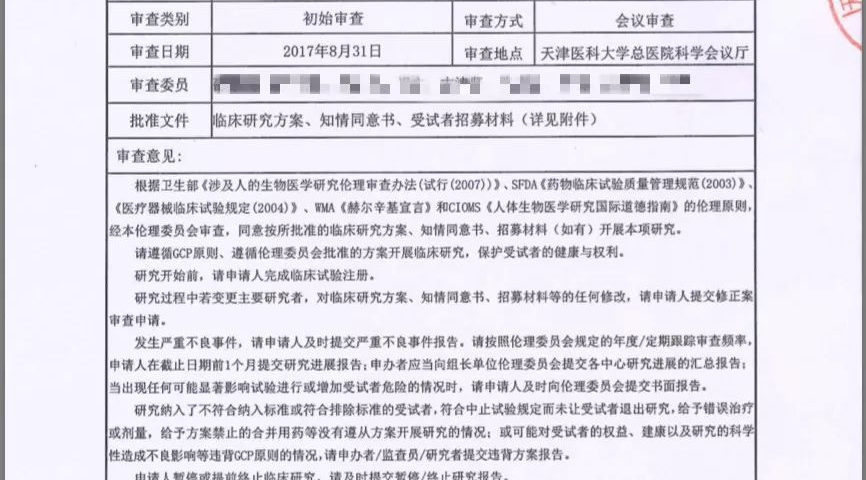 审查类别 初始审查 审查方式 会议审查
审查日期 2017年8月31日 审查地点 天津医科大学总医院科学会议厅
审查委员
批准文件 临床研究方案、知情同意书、受试者招募材料（详见附件）
审查意见：
根据卫生部《涉及人的生物医学研究伦理审查办法(试行(2007))》、SFDA《药物临床试验质量管理规范(2003)》、
《医疗器械临床试验规定(2004)》、WMA《赫尔辛基宣言》和CIOMS《人体生物医学研究国际道德指南》的伦理原则，
经本伦理委员会审查，同意按所批准的临床研究方案、知情同意书、招募材料（如有）开展本项研究。
请遵循GCP原则、遵循伦理委员会批准的方案开展临床研究，保护受试者的健康与权利。
研究开始前，请申请人完成临床试验注册。
研究过程中若变更主要研究者，对临床研究方案、知情同意书、招募材料等的任何修改，请申请人提交修正案
审查申请。
发生严重不良事件，请申请人及时提交严重不良事件报告。请按照伦理委员会规定的年度/定期跟踪审查频率，
申请人在截止日期前1个月提交研究进展报告；申办者应当向组长单位伦理委员会提交各中心研究进展的汇总报告；
当出现任何可能显著影响试验进行或增加受试者危险的情况时，请申请人及时向伦理委员会提交书面报告。
研究纳入了不符合纳入标准或符合排除标准的受试者，符合中止试验规定而未让受试者退出研究，给予错误治疗
或剂量，给予方案禁止的合并用药等没有遵从方案开展研究的情况；或可能对受试者的权益、健康以及研究的科学
性造成不良影响等违背GCP原则的情况，请申办者/监查员/研究者提交违背方案报告。
申请人暂停或提前终止临床研究，请及时提交暂停/终止研究报告。